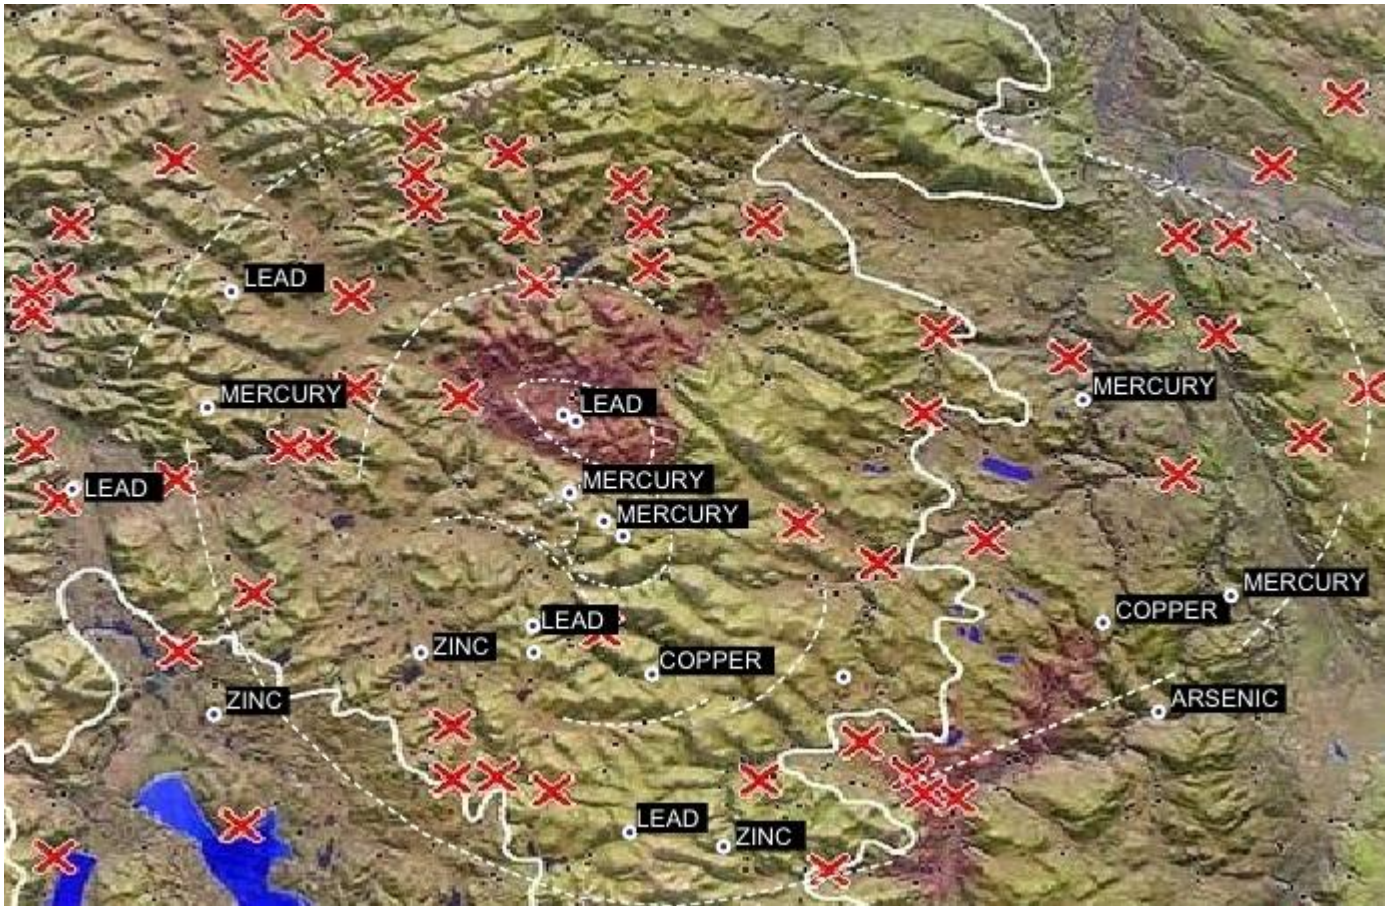 LEAD
MERCURY
MERCURY
LEAD
LEAD
MERCURY
MERCURY
MERCURY
COPPER
LEAD
ZINC
COPPER
ZINC
ARSENIC
LEAD
ZINC